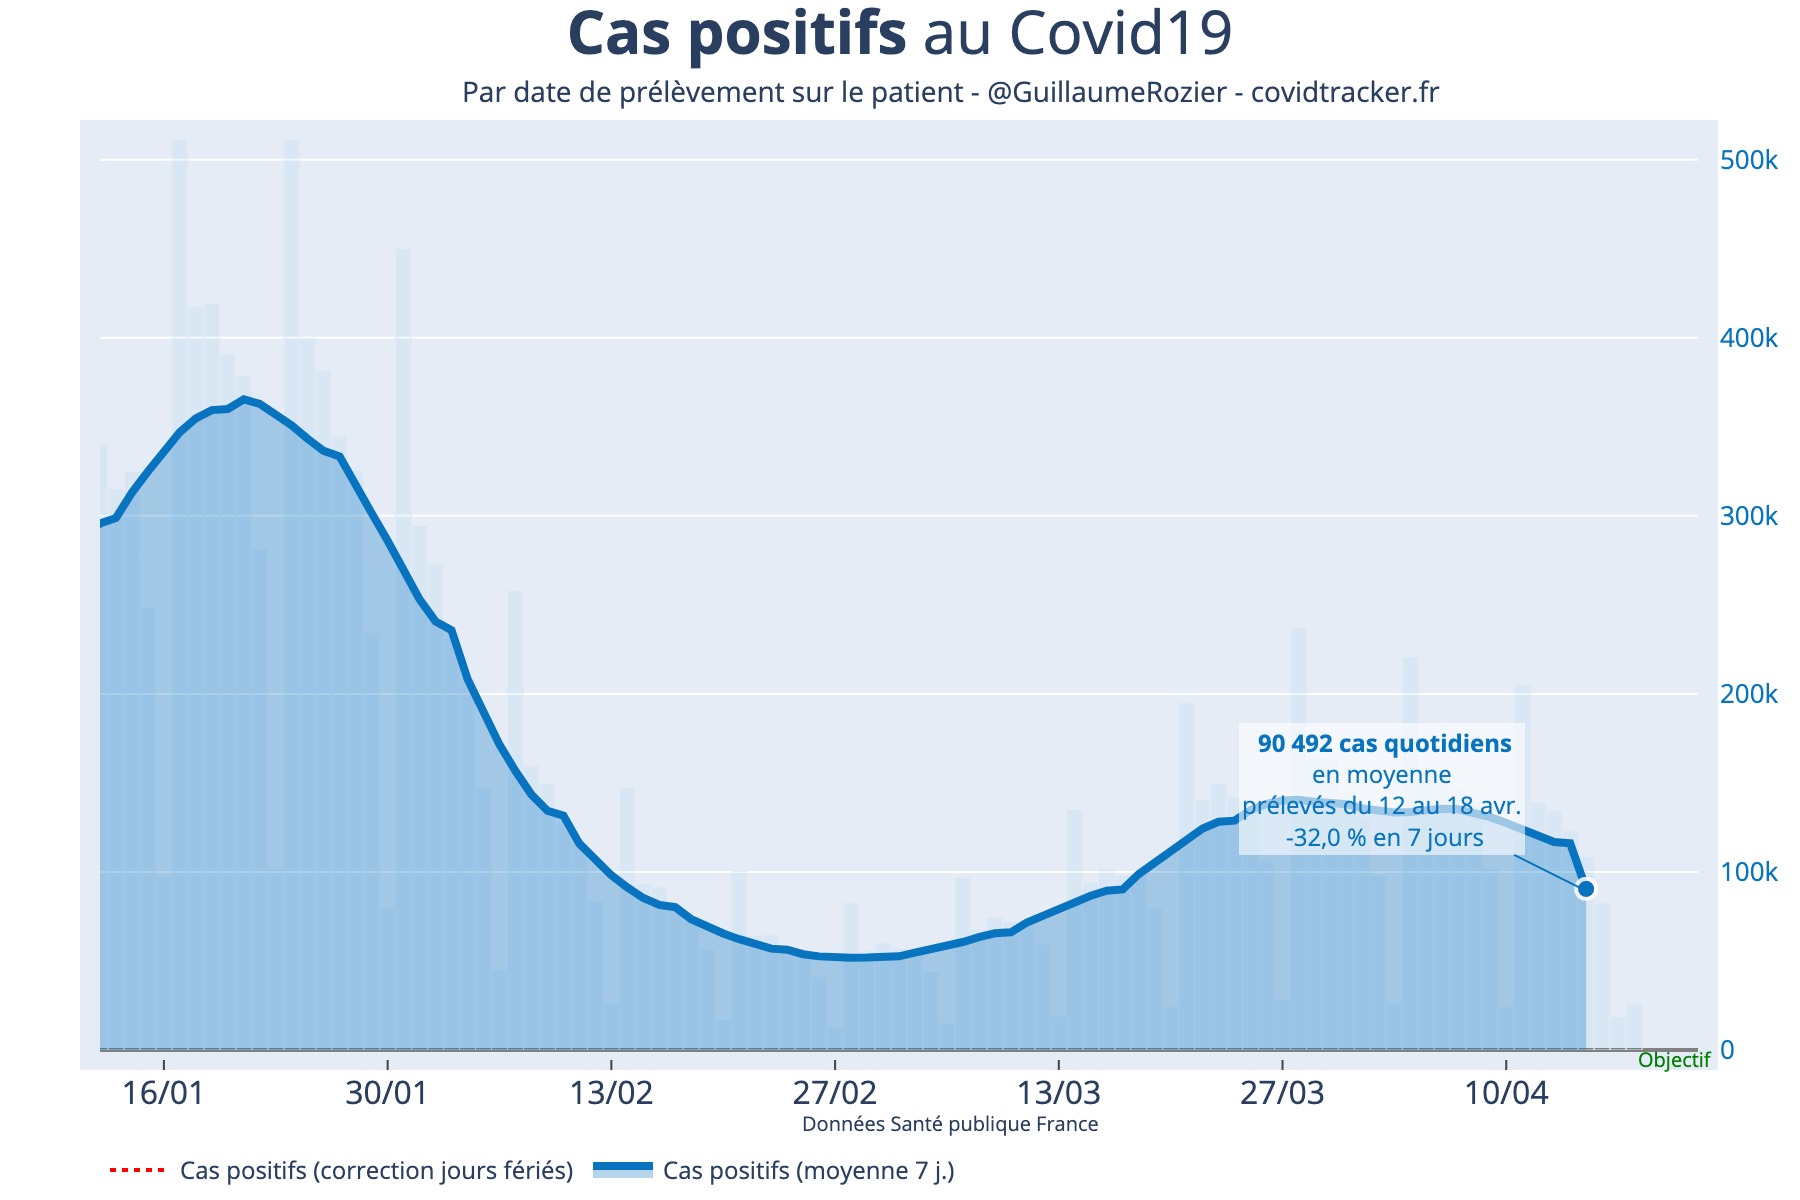 Cas positifs au Covid19
Par date de prélèvement sur le patient - @GuillaumeRozier - covidtracker.fr
500k
400k
300k
200k
100k
0
90 492 cas quotidiens
en moyenne
prélevés du 12 au 18 avr.
-32,0 % en 7 jours
Objectif
16/01 30/01 13/02 27/02 13/03 27/03 10/04
Données Santé publique France
Cas positifs (correction jours fériés) Cas positifs (moyenne 7 j.)